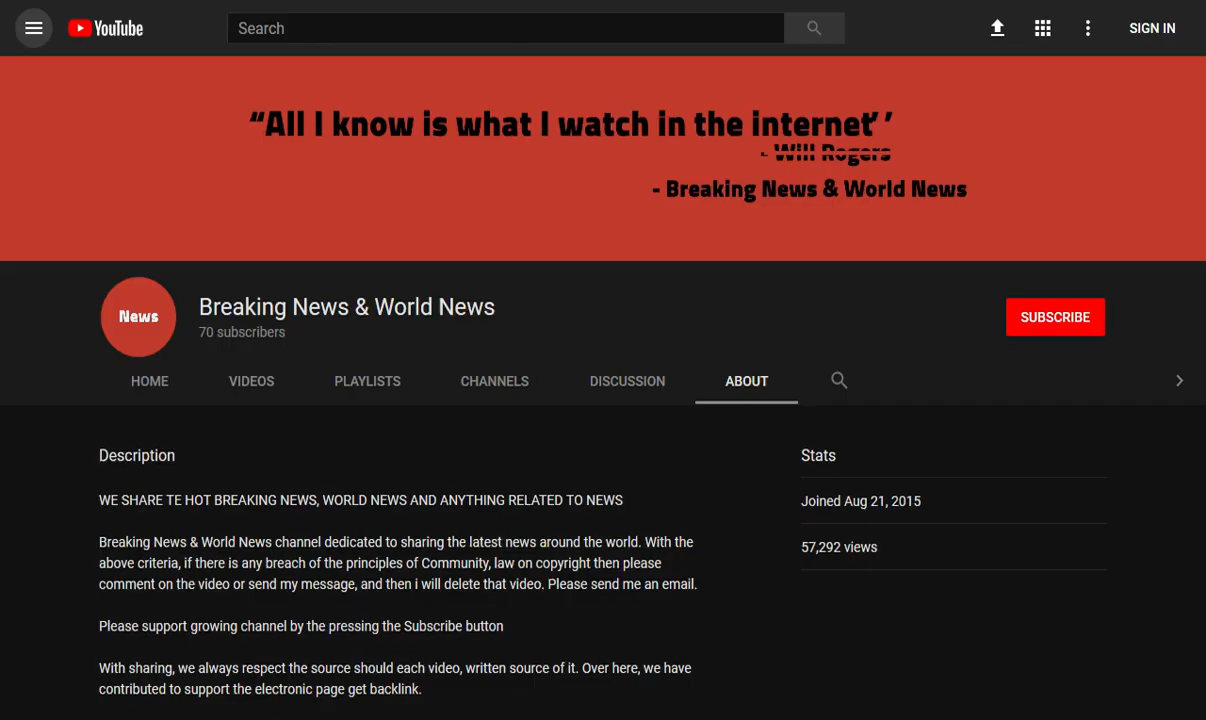 YouTube
Search
SIGN IN
“All I know is what I watch in the internet’’
- Will Rogers
- Breaking News & World News
News
Breaking News & World News
70 subscribers
SUBSCRIBE
HOME VIDEOS PLAYLISTS CHANNELS DISCUSSION ABOUT
Description
Stats
WE SHARE TE HOT BREAKING NEWS, WORLD NEWS AND ANYTHING RELATED TO NEWS
Joined Aug 21, 2015
Breaking News & World News channel dedicated to sharing the latest news around the world. With the
57,292 views
above criteria, if there is any breach of the principles of Community, law on copyright then please
comment on the video or send my message, and then i will delete that video. Please send me an email.
Please support growing channel by the pressing the Subscribe button
With sharing, we always respect the source should each video, written source of it. Over here, we have
contributed to support the electronic page get backlink.